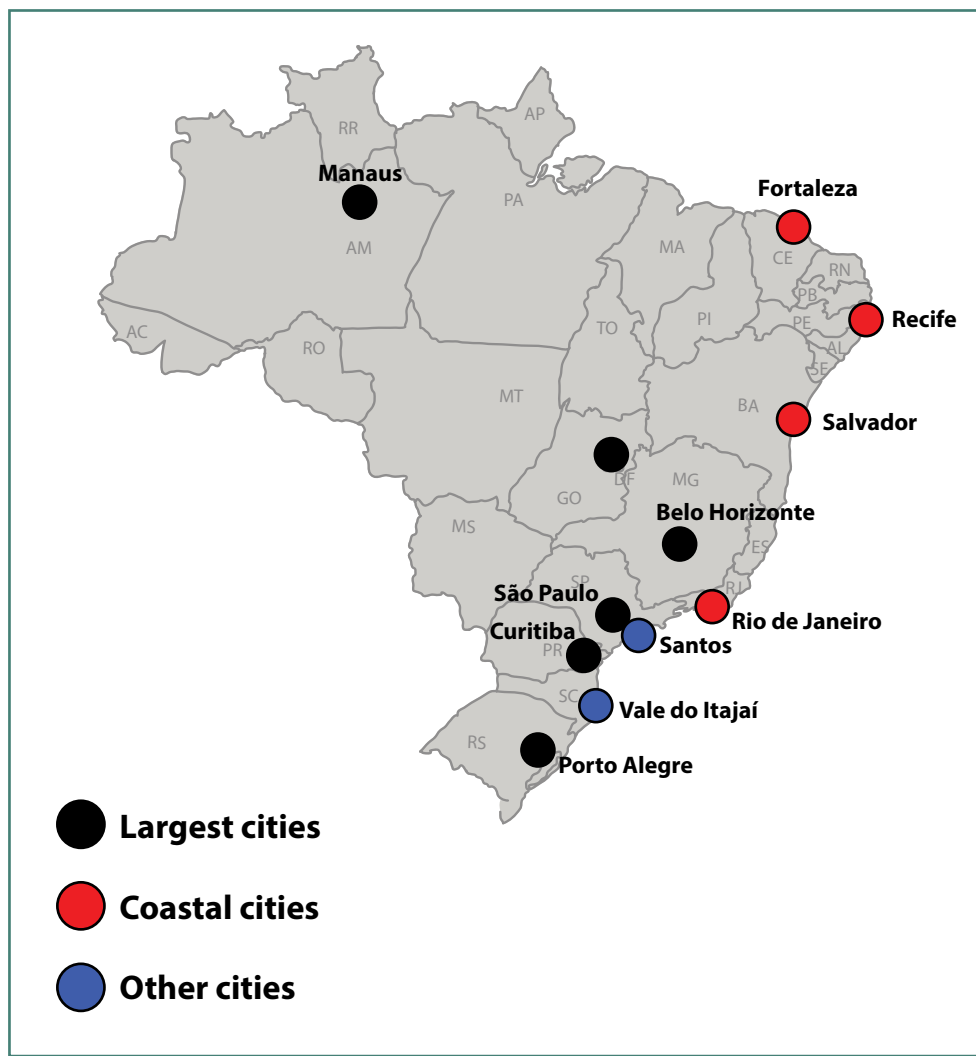 AP
RR
Manaus
PA
Fortaleza
AM
MA
CE
RN
PB
AC
RO
TO
PI
PE
Recife
AL
SE
MT
BA
Salvador
DF
MG
GO
Belo Horizonte
MS
ES
SP
RJ
São Paulo
Rio de Janeiro
Curitiba
PR
Santos
SC
Vale do Itajaí
RS
Porto Alegre
Largest cities
Coastal cities
Other cities